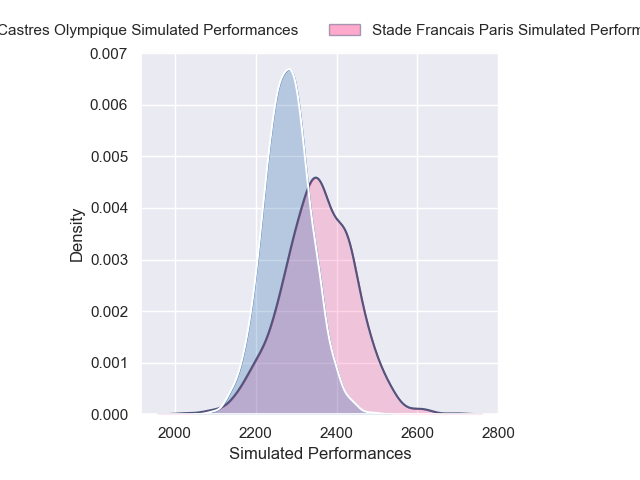 Castres Olympique Simulated Performances
Stade Francais Paris Simulated Perform
0.007
0.006
0.005
0.004
0.003
0.002
0.001
0.000
Density
2000 2200 2400 2600 2800
Simulated Performances